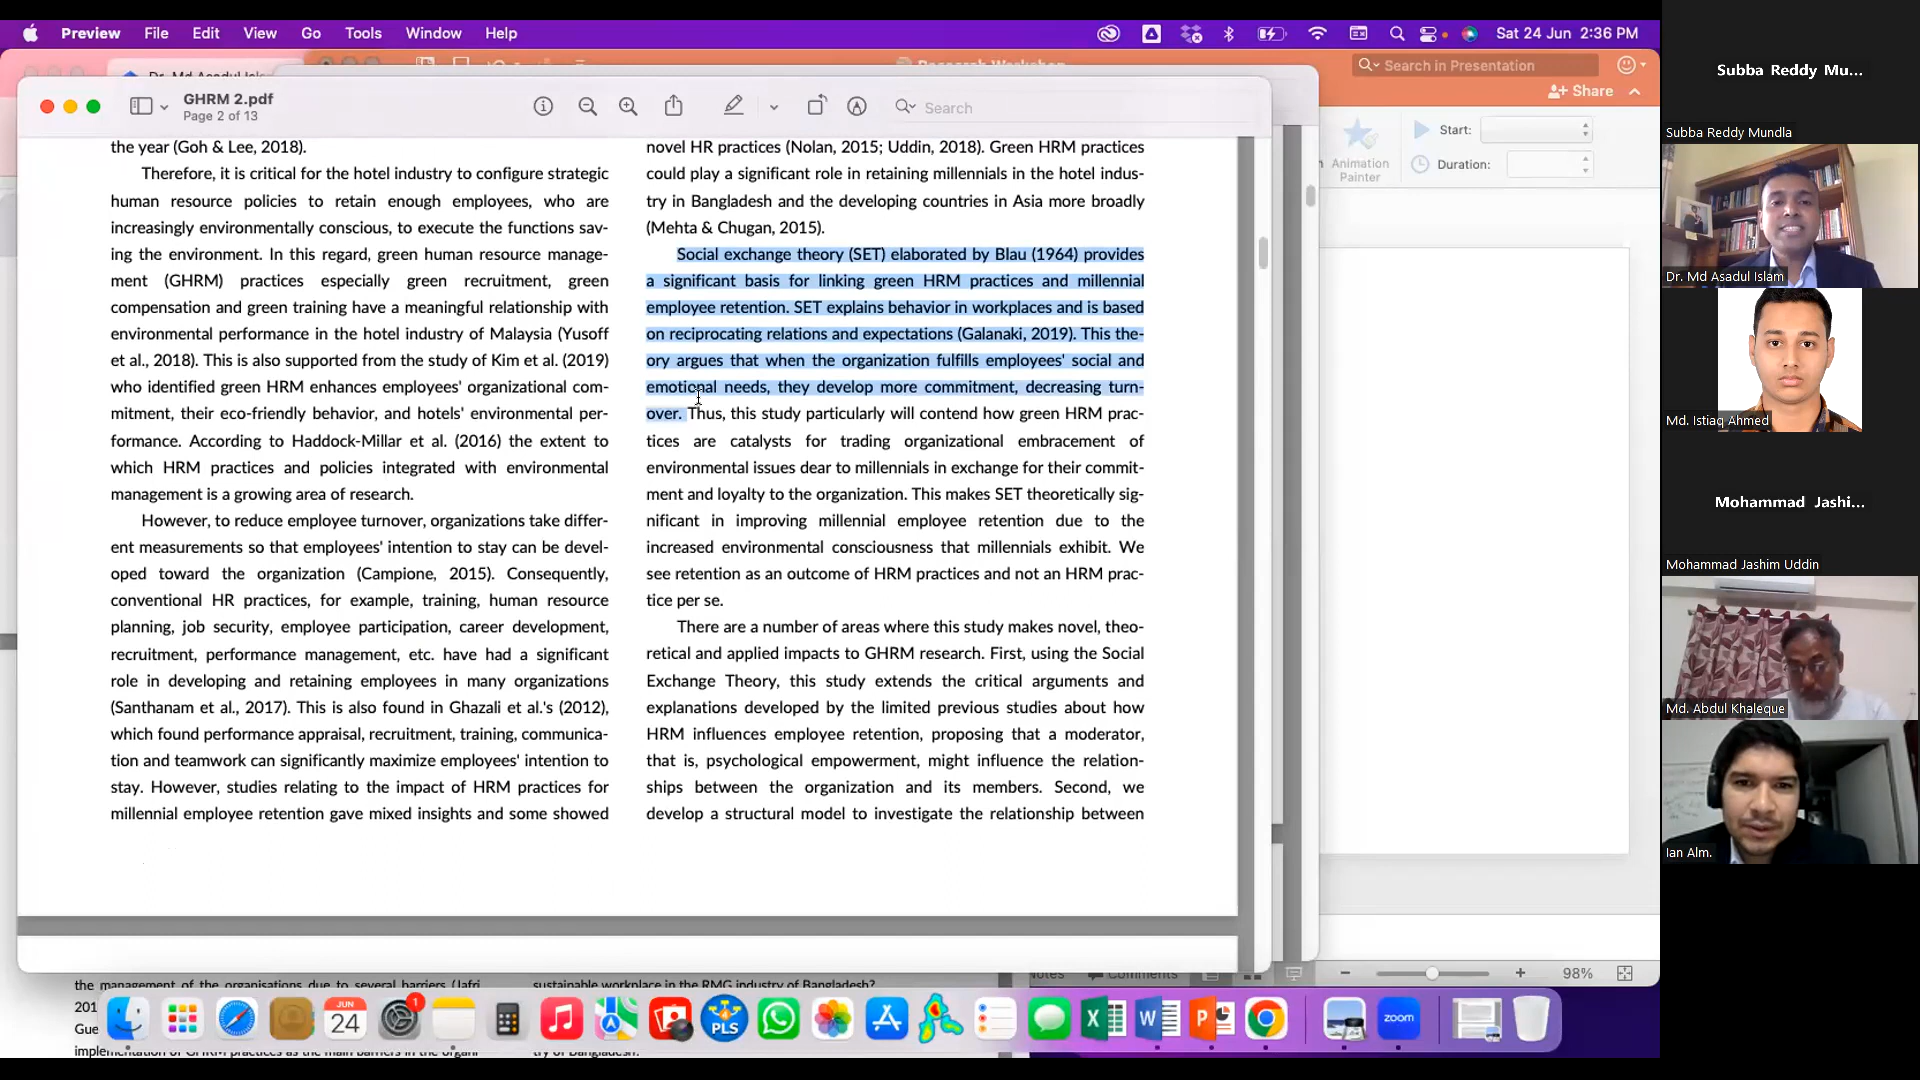 Preview File Edit View Go Tools Window Help
Sat 24 Jun 2:36 PM
Search in Presentation
Share
GHRM 2.pdf
Page 2 of 13
Search
Start:
Animation
Painter
Duration:
the year (Goh & Lee, 2018).
Therefore, it is critical for the hotel industry to configure strategic
human resource policies to retain enough employees, who are
increasingly environmentally conscious, to execute the functions sav-
ing the environment. In this regard, green human resource manage-
ment (GHRM) practices especially green recruitment, green
compensation and green training have a meaningful relationship with
environmental performance in the hotel industry of Malaysia (Yusoff
et al., 2018). This is also supported from the study of Kim et al. (2019)
who identified green HRM enhances employees' organizational com-
mitment, their eco-friendly behavior, and hotels' environmental per-
formance. According to Haddock-Millar et al. (2016) the extent to
which HRM practices and policies integrated with environmental
management is a growing area of research.
However, to reduce employee turnover, organizations take differ-
ent measurements so that employees' intention to stay can be devel-
oped toward the organization (Campione, 2015). Consequently,
conventional HR practices, for example, training, human resource
planning, job security, employee participation, career development,
recruitment, performance management, etc. have had a significant
role in developing and retaining employees in many organizations
(Santhanam et al., 2017). This is also found in Ghazali et al.'s (2012),
which found performance appraisal, recruitment, training, communica-
tion and teamwork can significantly maximize employees' intention to
stay. However, studies relating to the impact of HRM practices for
millennial employee retention gave mixed insights and some showed
novel HR practices (Nolan, 2015; Uddin, 2018). Green HRM practices
could play a significant role in retaining millennials in the hotel indus-
try in Bangladesh and the developing countries in Asia more broadly
(Mehta & Chugan, 2015).
Social exchange theory (SET) elaborated by Blau (1964) provides
a significant basis for linking green HRM practices and millennial
employee retention. SET explains behavior in workplaces and is based
on reciprocating relations and expectations (Galanaki, 2019). This the-
ory argues that when the organization fulfills employees' social and
emotional needs, they develop more commitment, decreasing turn-
over. Thus, this study particularly will contend how green HRM prac-
tices are catalysts for trading organizational embracement of
environmental issues dear to millennials in exchange for their commit-
ment and loyalty to the organization. This makes SET theoretically sig-
nificant in improving millennial employee retention due to the
increased environmental consciousness that millennials exhibit. We
see retention as an outcome of HRM practices and not an HRM prac-
tice per se.
There are a number of areas where this study makes novel, theo-
retical and applied impacts to GHRM research. First, using the Social
Exchange Theory, this study extends the critical arguments and
explanations developed by the limited previous studies about how
HRM influences employee retention, proposing that a moderator,
that is, psychological empowerment, might influence the relation-
ships between the organization and its members. Second, we
develop a structural model to investigate the relationship between
Comments
98%
the management of the organisations due to several barriers (Jafri
sustainable workplace in the RMG industry of Bangladesh?
201
Gue
JUN
24
1
PLS
zoom
Subba Reddy Mu...
Subba Reddy Mundla
Dr. Md Asadul Islam
Md. Istiaq Ahmed
Mohammad Jashi...
Mohammad Jashim Uddin
Md. Abdul Khaleque
Ian Alm.